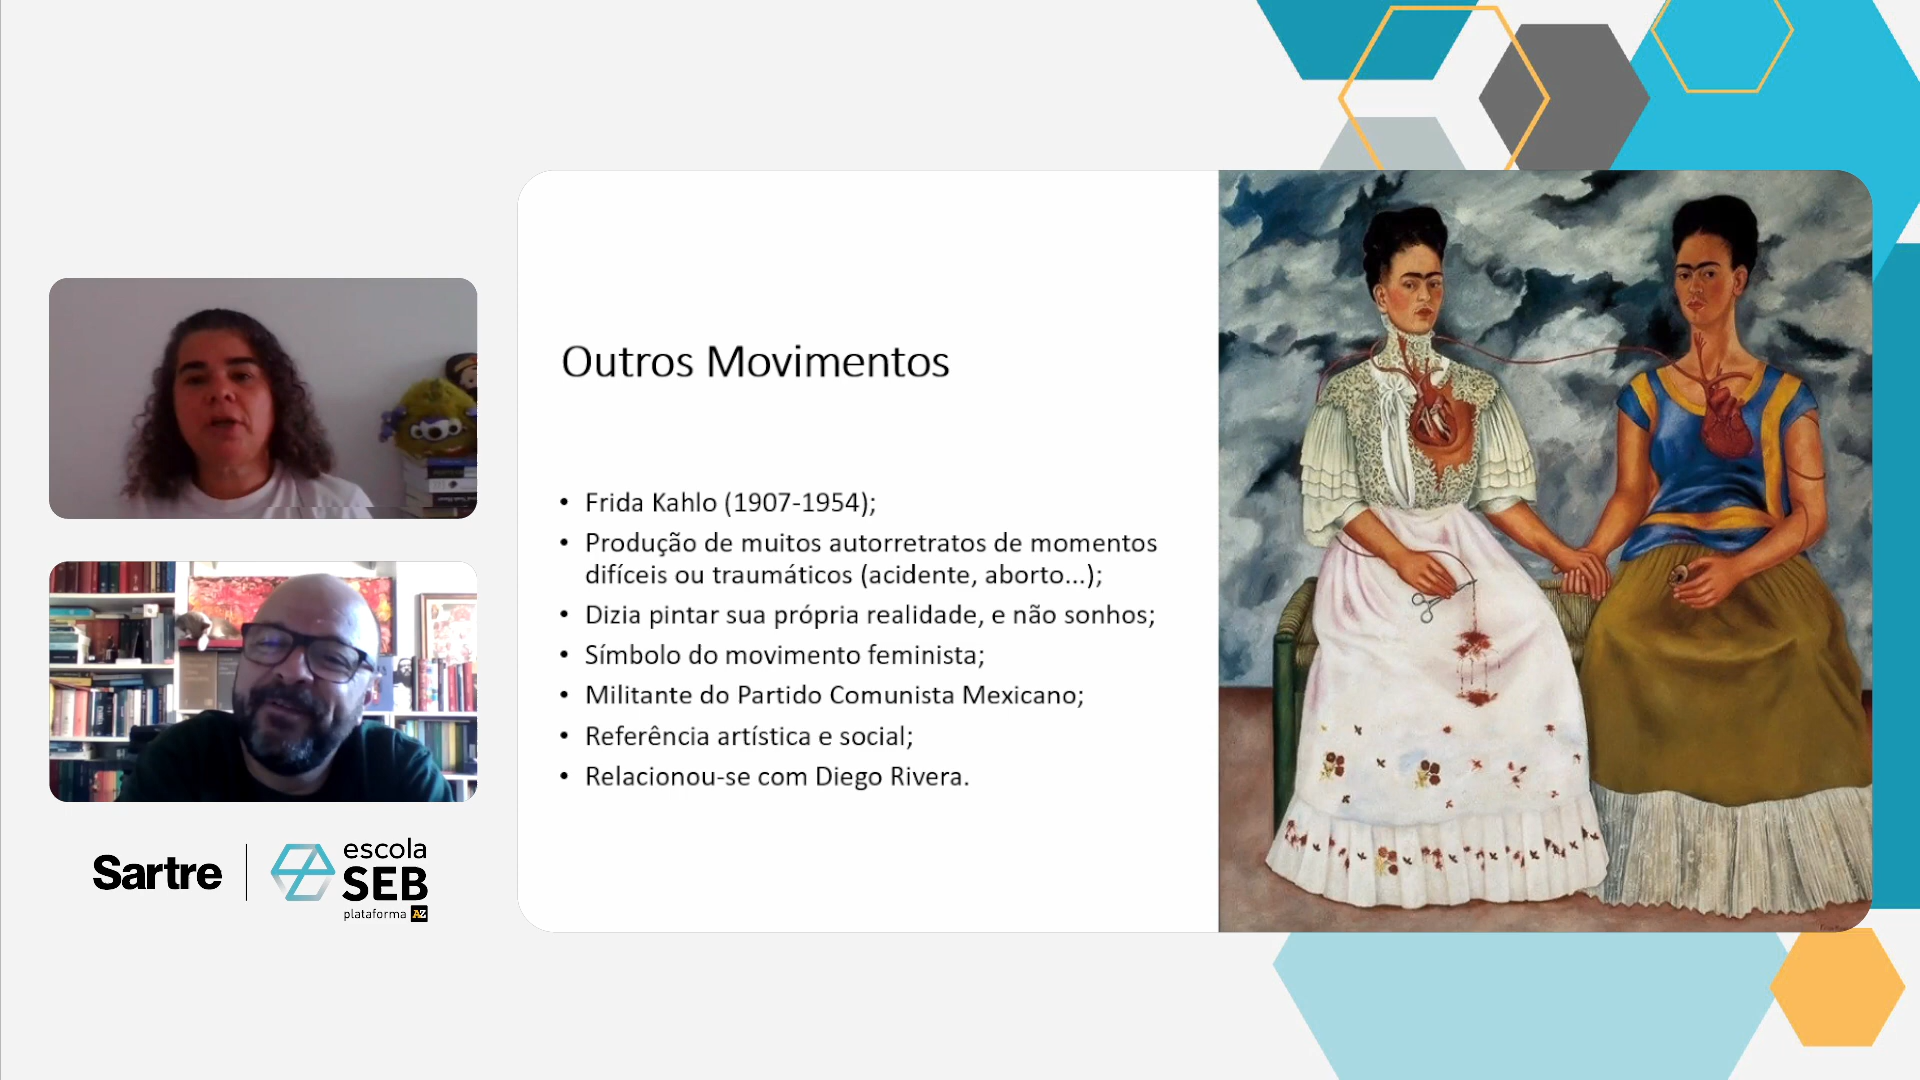 Outros Movimentos
• Frida Kahlo (1907-1954);
• Produção de muitos autorretratos de momentos
difíceis ou traumáticos (acidente, aborto...);
• Dizia pintar sua própria realidade, e não sonhos;
• Símbolo do movimento feminista;
• Militante do Partido Comunista Mexicano;
• Referência artística e social;
• Relacionou-se com Diego Rivera.
Sartre
escola
SEB
plataforma AZ